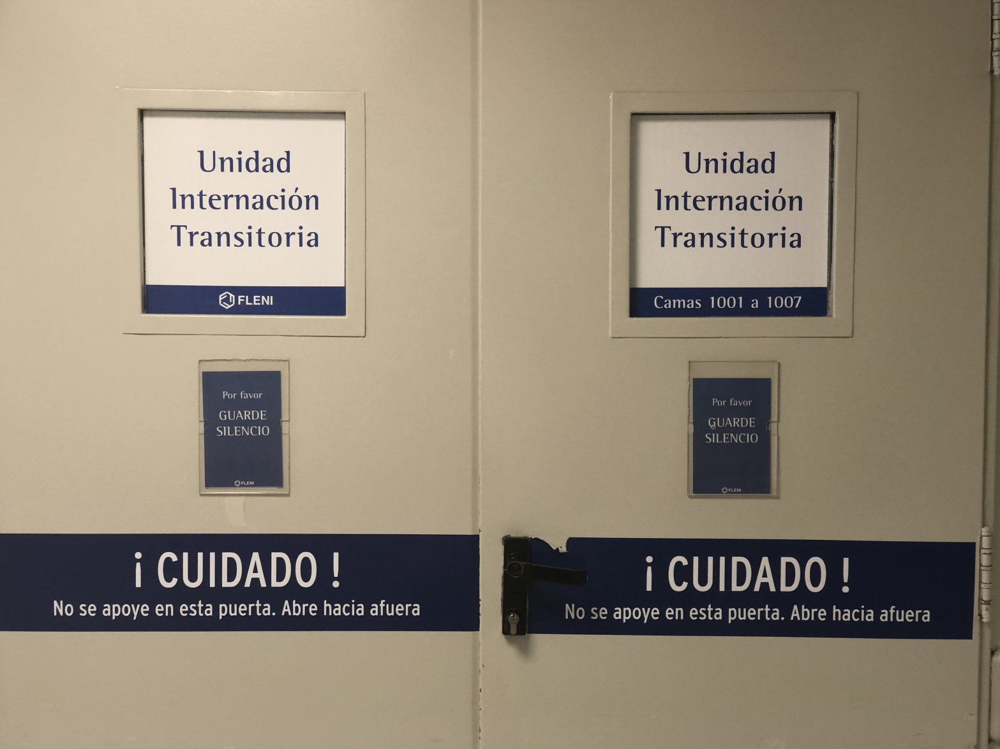 Unidad
Internación
Transitoria
FLENI
Por favor
GUARDE
SILENCIO
FLENI
¡ CUIDADO !
No se apoye en esta puerta. Abre hacia afuera
Unidad
Internación
Transitoria
Camas 1001 a 1007
Por favor
GUARDE
SILENCIO
FLENI
¡ CUIDADO !
No se apoye en esta puerta. Abre hacia afuera